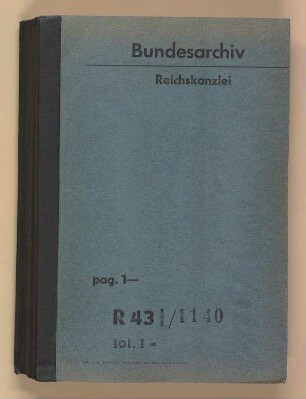 Bundesarchiv
Reichskanzlei
pag. 1—
R 43 I/1140
fol. 1 -